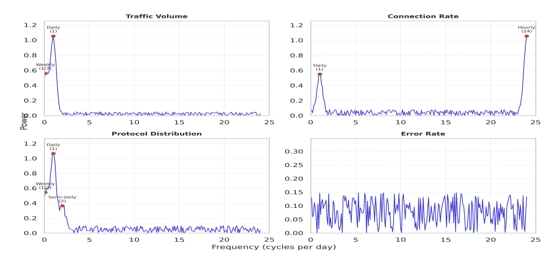 Traffic Volume
Daily
(1)
Weekly
(1/7)
1.2
1.0
0.8
0.6
0.4
0.2
0.0
0 5 10 15 20 25
Connection Rate
Hourly
(24)
Daily
(1)
1.2
1.0
0.8
0.6
0.4
0.2
0.0
0 5 10 15 20 25
Power
Protocol Distribution
Daily
(1)
Weekly
(1/7)
Semi-daily
(2)
1.2
1.0
0.8
0.6
0.4
0.2
0.0
0 5 10 15 20 25
Error Rate
0.30
0.25
0.20
0.15
0.10
0.05
0.00
0 5 10 15 20 25
Frequency (cycles per day)